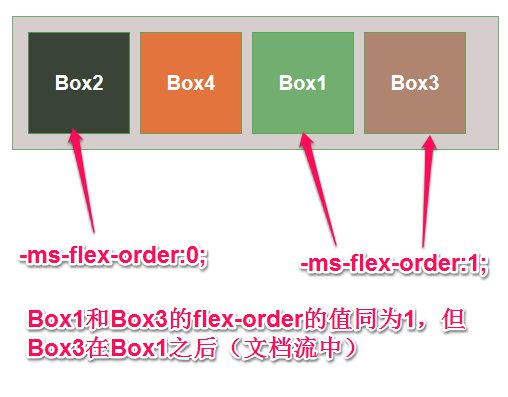 Box2 Box4 Box1 Box3
-ms-flex-order:0;
-ms-flex-order:1;
Box1和Box3的flex-order的值同为1，但
Box3在Box1之后（文档流中）